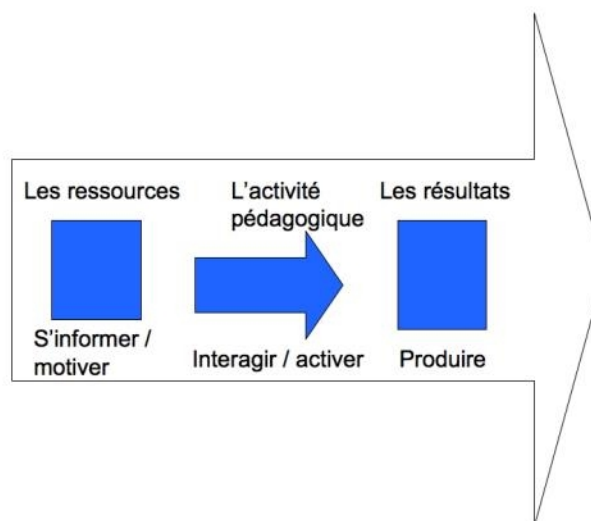 Les ressources
L'activité
pédagogique
Les résultats
S'informer /
motiver
Interagir / activer
Produire